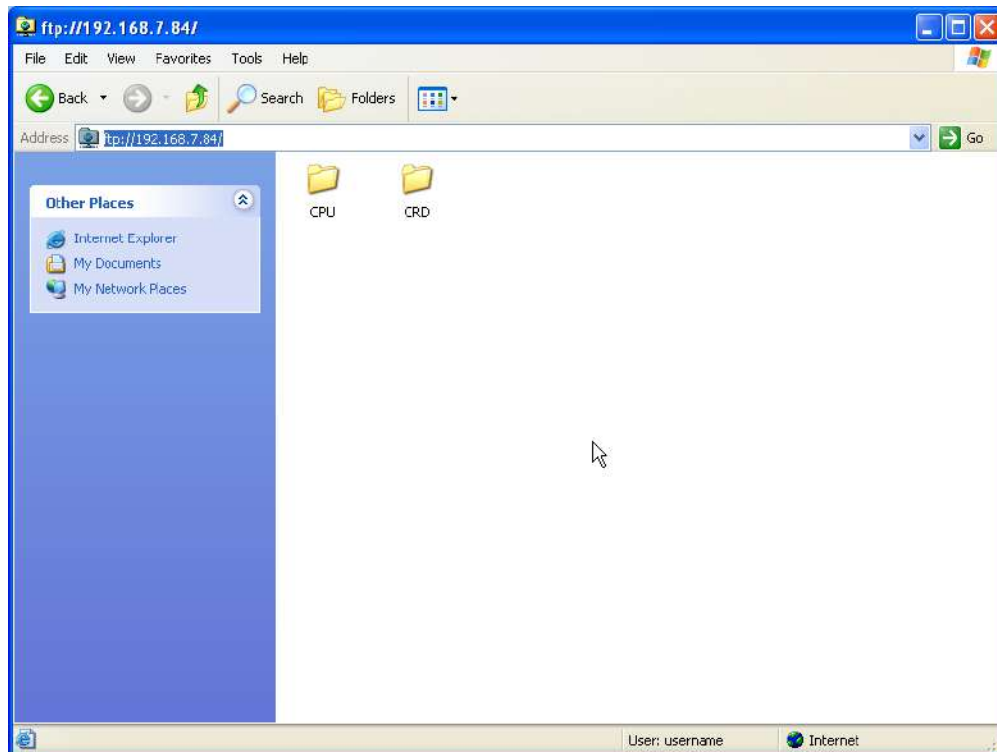 ftp://192.168.7.84/
File Edit View Favorites Tools Help
Back Search Folders
Address ftp://192.168.7.84/ Go
Other Places
Internet Explorer
My Documents
My Network Places
CPU CRD
User: username Internet